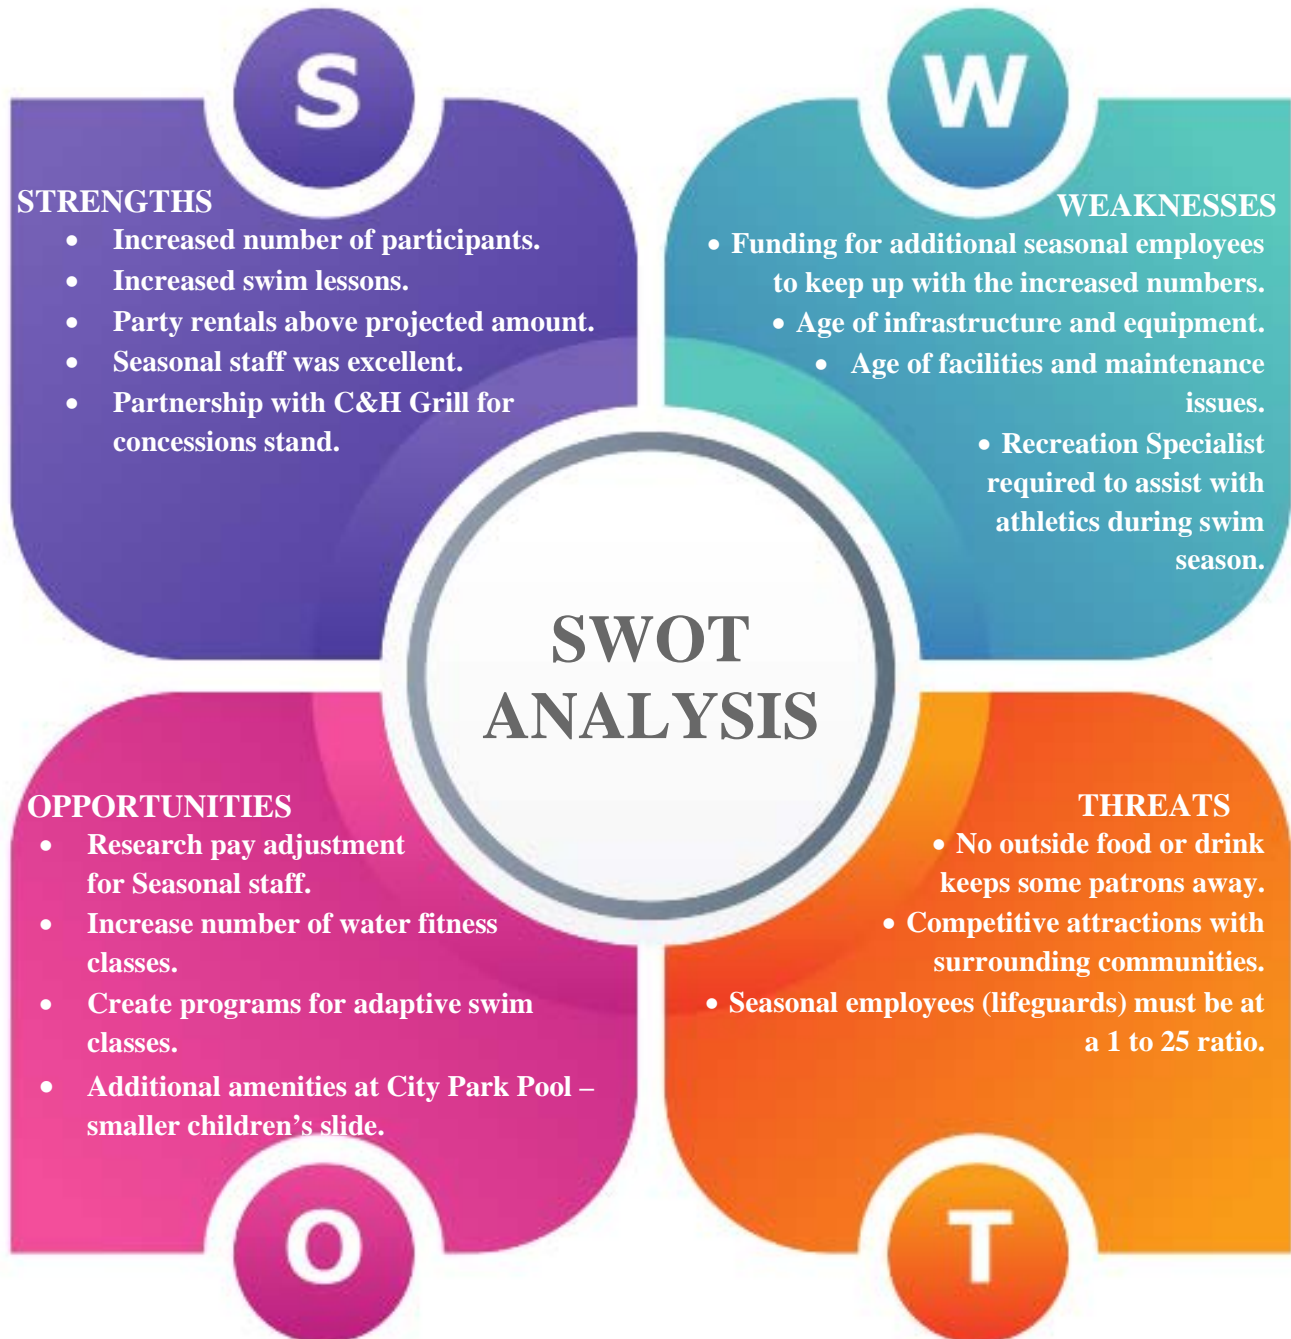 S
STRENGTHS
• Increased number of participants.
• Increased swim lessons.
• Party rentals above projected amount.
• Seasonal staff was excellent.
• Partnership with C&H Grill for
concessions stand.
W
WEAKNESSES
• Funding for additional seasonal employees
to keep up with the increased numbers.
• Age of infrastructure and equipment.
• Age of facilities and maintenance
issues.
• Recreation Specialist
required to assist with
athletics during swim
season.
SWOT
ANALYSIS
OPPORTUNITIES
• Research pay adjustment
for Seasonal staff.
• Increase number of water fitness
classes.
• Create programs for adaptive swim
classes.
• Additional amenities at City Park Pool –
smaller children’s slide.
O
THREATS
• No outside food or drink
keeps some patrons away.
• Competitive attractions with
surrounding communities.
• Seasonal employees (lifeguards) must be at
a 1 to 25 ratio.
T